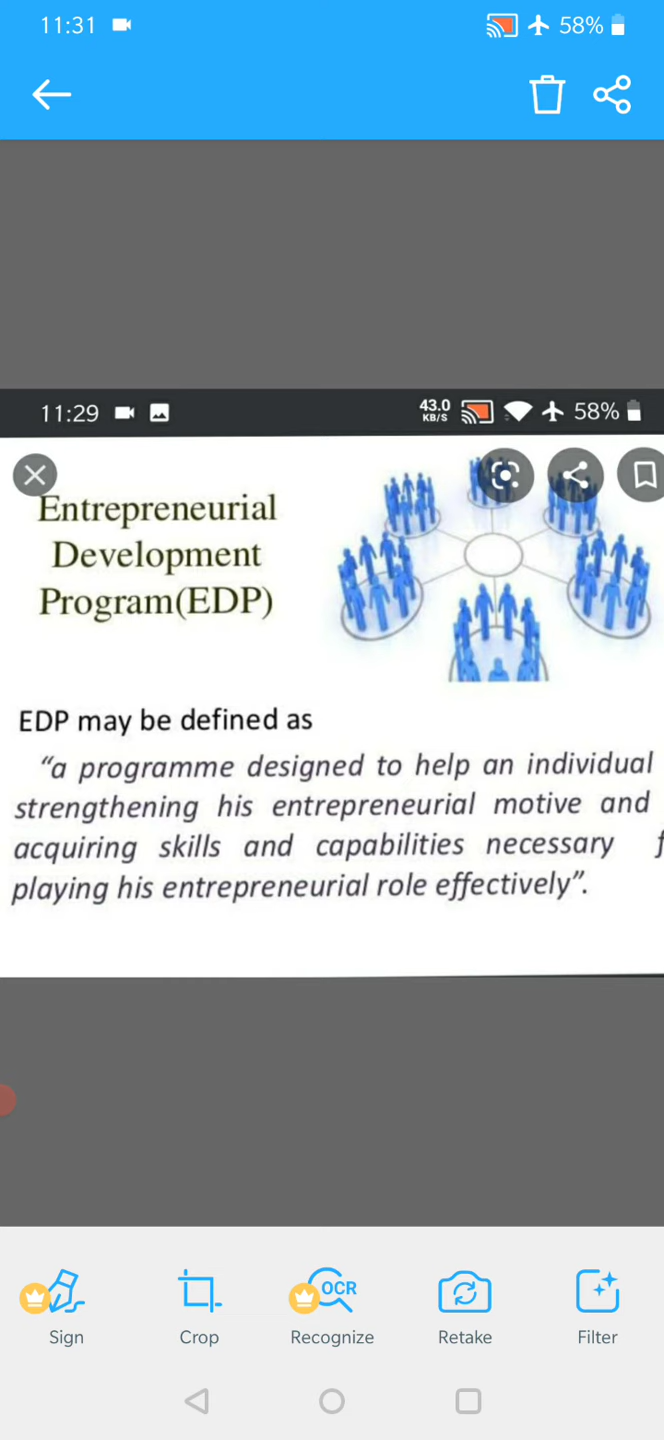 11:31 58%
11:29 43.0 KB/S 58%
Entrepreneurial
Development
Program(EDP)
EDP may be defined as
“a programme designed to help an individual
strengthening his entrepreneurial motive and
acquiring skills and capabilities necessary
playing his entrepreneurial role effectively”.
OCR
Sign Crop Recognize Retake Filter